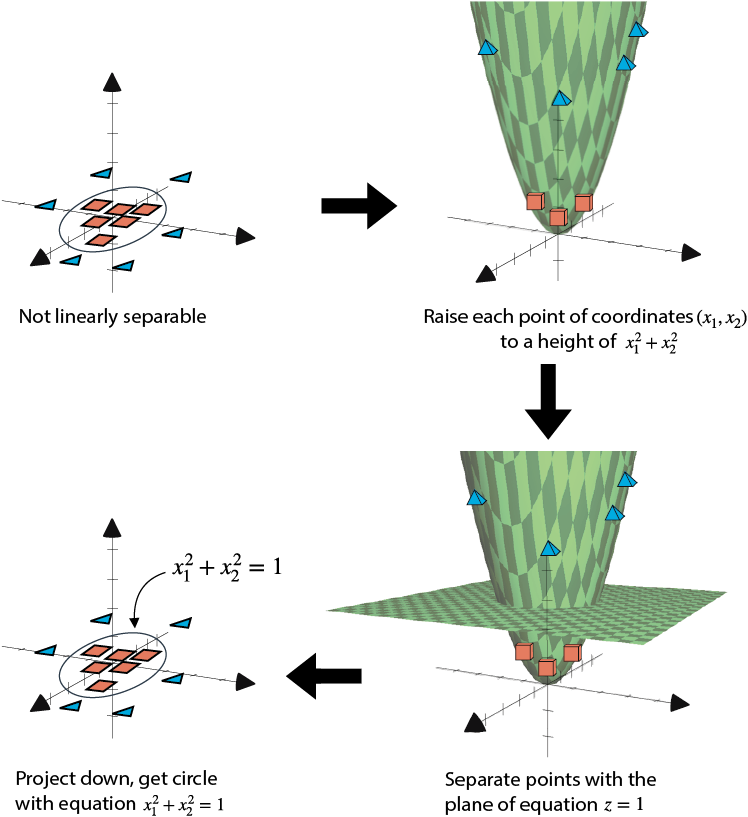 Not linearly separable
Raise each point of coordinates (x₁, x₂)
to a height of x₁² + x₂²
x₁² + x₂² = 1
Project down, get circle
with equation x₁² + x₂² = 1
Separate points with the
plane of equation z = 1